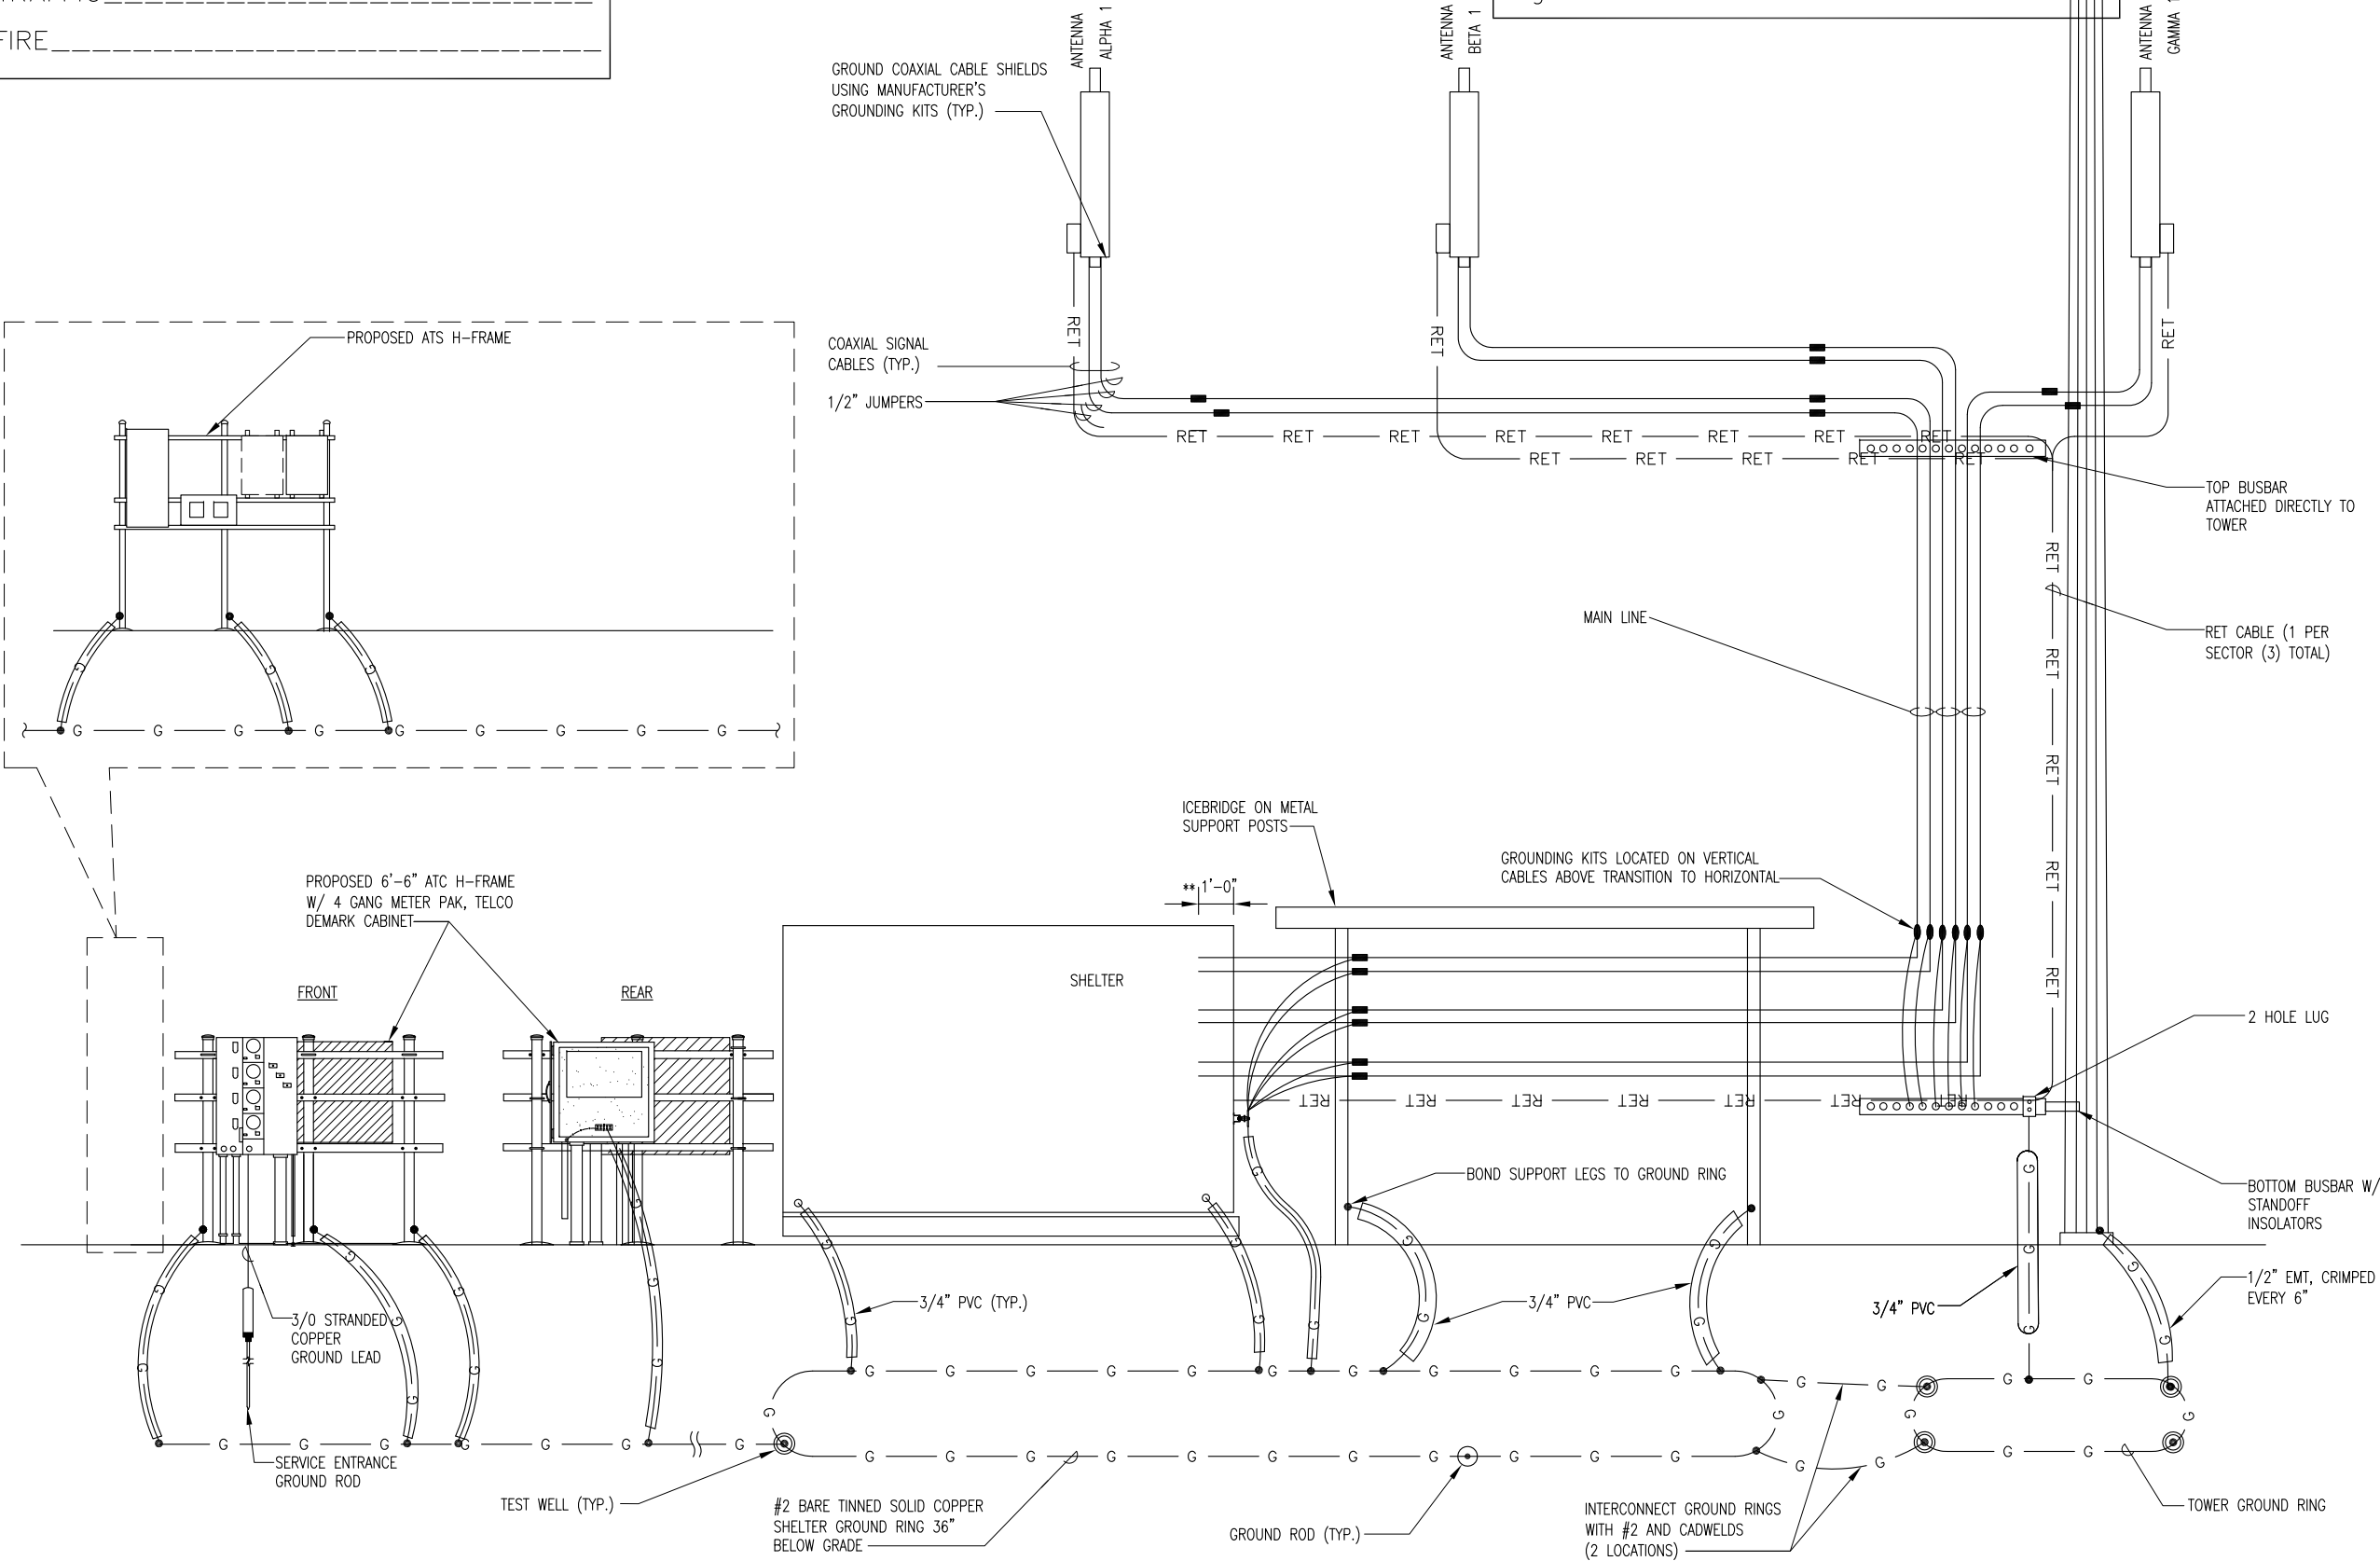 FIRE
ANTENNA
ALPHA 1
ANTENNA
BETA 1
ANTENNA
GAMMA 1
GROUND COAXIAL CABLE SHIELDS
USING MANUFACTURER'S
GROUNDING KITS (TYP.)
PROPOSED ATS H-FRAME
COAXIAL SIGNAL
CABLES (TYP.)
1/2" JUMPERS
RET
RET
RET
RET RET RET RET RET RET RET RET
RET RET RET RET RET
TOP BUSBAR
ATTACHED DIRECTLY TO
TOWER
RET
MAIN LINE
RET CABLE (1 PER
SECTOR (3) TOTAL)
RET
RET
RET
RET
G G G G G G G
G G G G G G G G G
ICEBRIDGE ON METAL
SUPPORT POSTS
GROUNDING KITS LOCATED ON VERTICAL
CABLES ABOVE TRANSITION TO HORIZONTAL
PROPOSED 6'-6" ATC H-FRAME
W/ 4 GANG METER PAK, TELCO
DEMARK CABINET
** 1'-0"
SHELTER
FRONT
REAR
2 HOLE LUG
RET RET RET RET RET RET RET
BOND SUPPORT LEGS TO GROUND RING
BOTTOM BUSBAR W/
STANDOFF
INSOLATORS
3/4" PVC (TYP.)
3/4" PVC
3/4" PVC
1/2" EMT, CRIMPED
EVERY 6"
3/0 STRANDED
COPPER
GROUND LEAD
G G G G G G G G G G G G G G G G
G G G G G G G
G G G G G G G G G G G G G G G G G G G
SERVICE ENTRANCE
GROUND ROD
TEST WELL (TYP.)
#2 BARE TINNED SOLID COPPER
SHELTER GROUND RING 36"
BELOW GRADE
GROUND ROD (TYP.)
INTERCONNECT GROUND RINGS
WITH #2 AND CADWELDS
(2 LOCATIONS)
TOWER GROUND RING